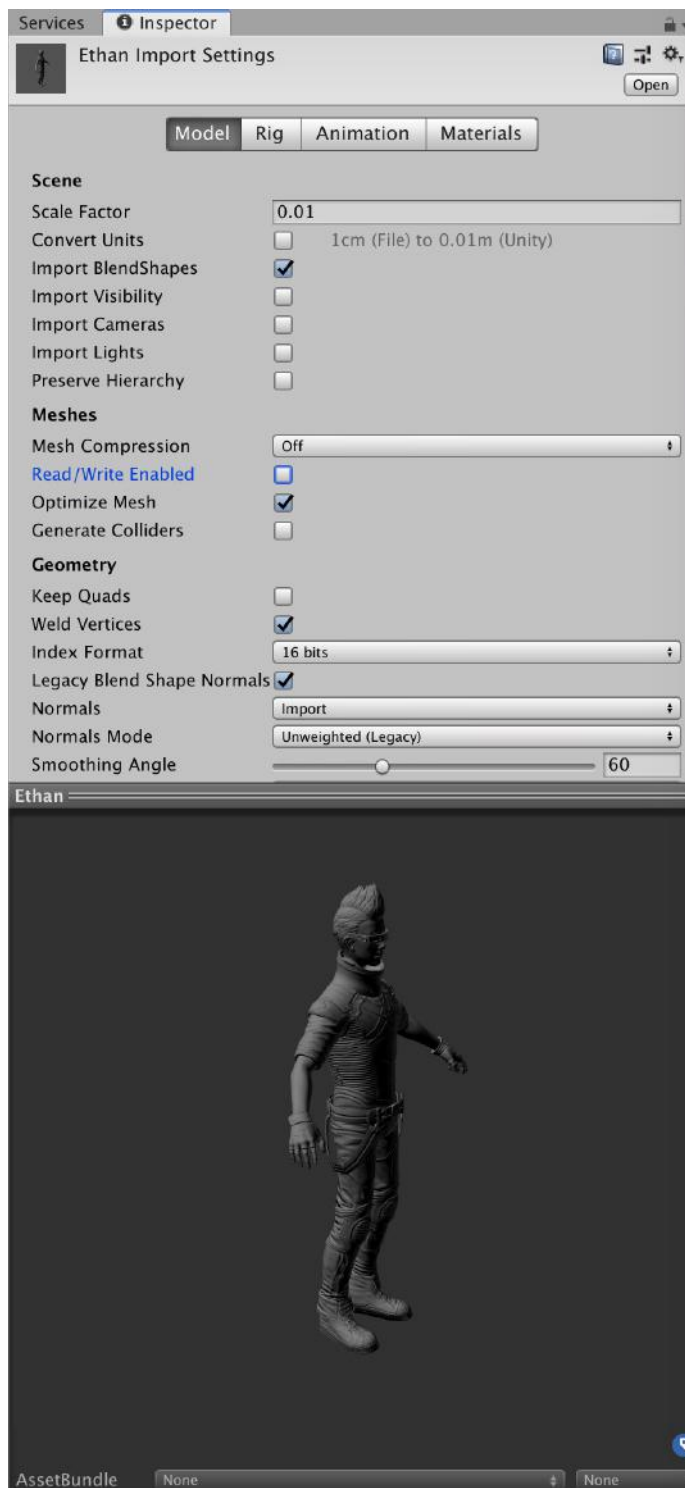 Services Inspector
Ethan Import Settings
Open
Model Rig Animation Materials
Scene
Scale Factor 0.01
Convert Units 1cm (File) to 0.01m (Unity)
Import BlendShapes
Import Visibility
Import Cameras
Import Lights
Preserve Hierarchy
Meshes
Mesh Compression Off
Read/Write Enabled
Optimize Mesh
Generate Colliders
Geometry
Keep Quads
Weld Vertices
Index Format 16 bits
Legacy Blend Shape Normals
Normals Import
Normals Mode Unweighted (Legacy)
Smoothing Angle 60
Ethan
AssetBundle None None